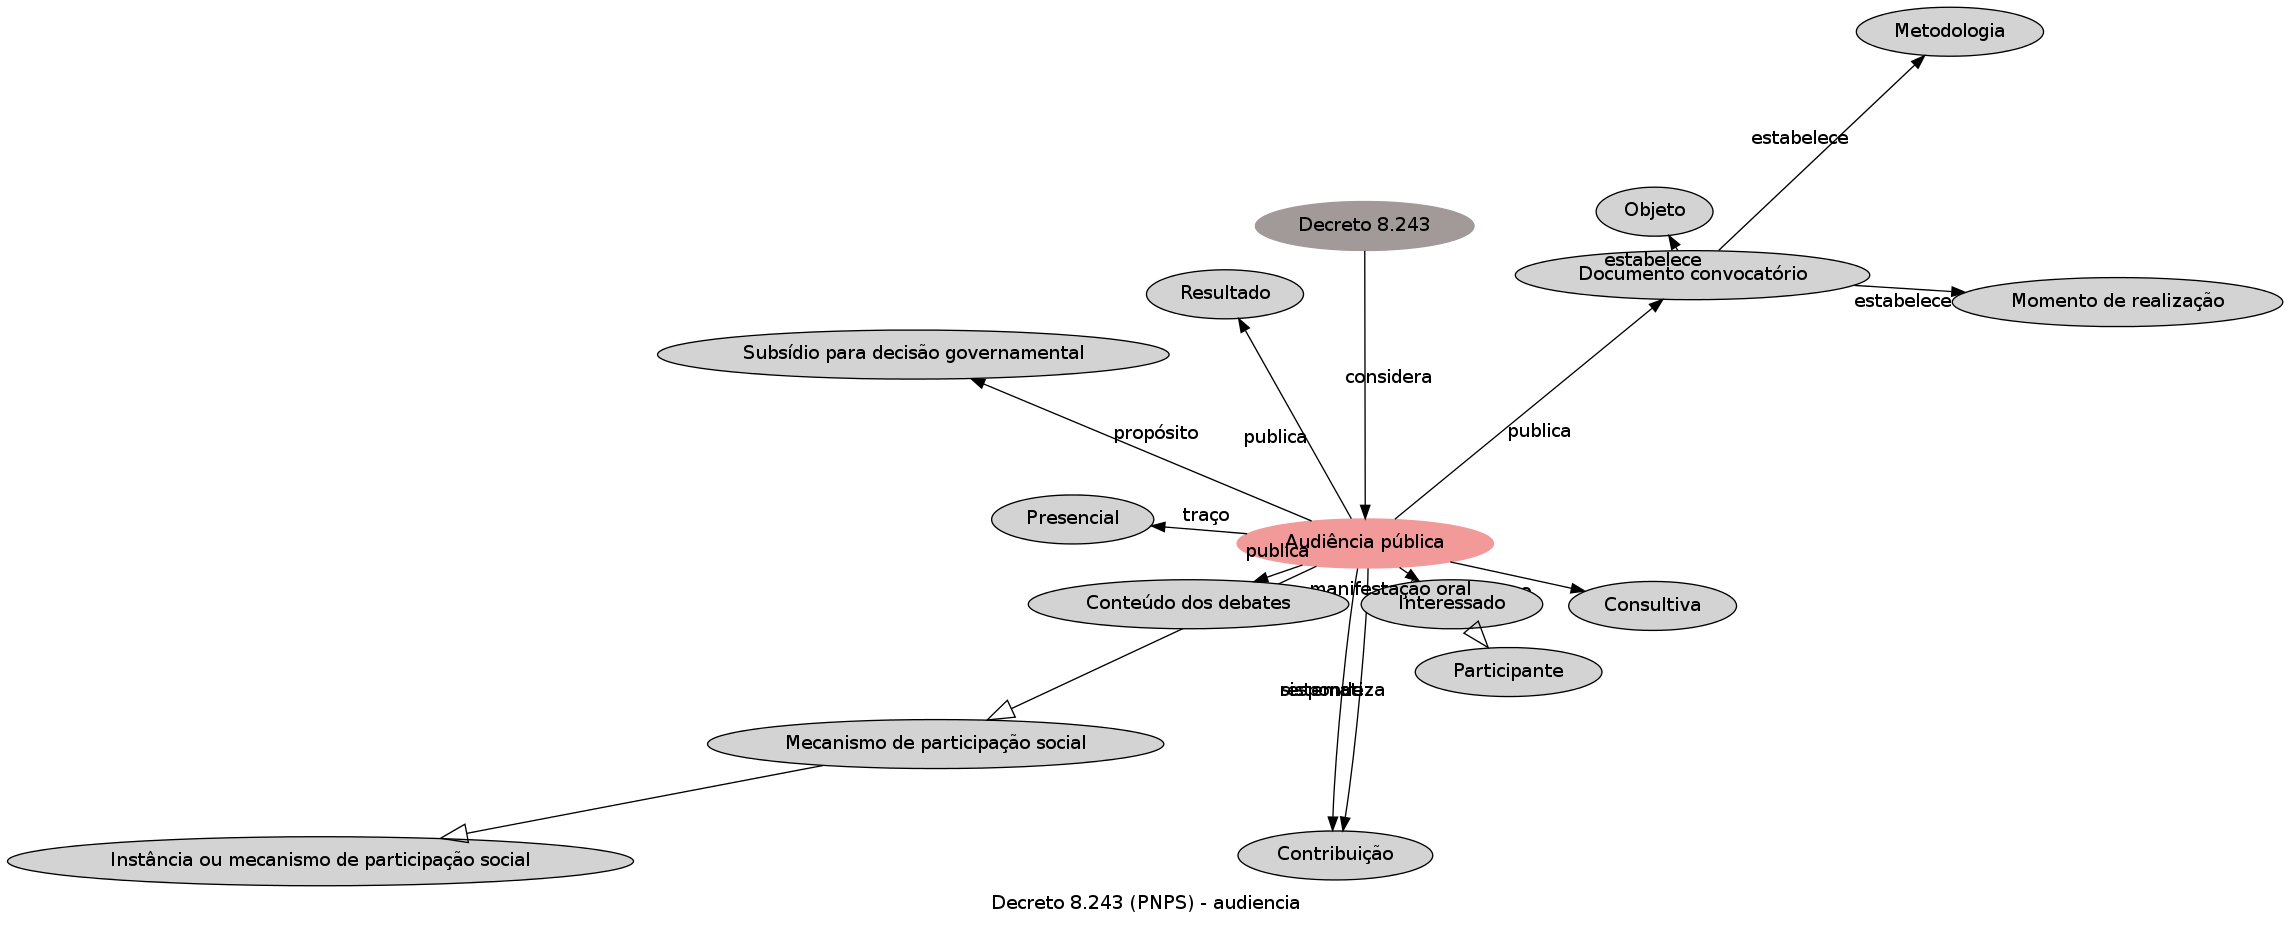 Metodologia
estabelece
Objeto
Decreto 8.243
estabelece
Documento convocatório
Resultado
Momento de realização
estabelece
Subsídio para decisão governamental
considera
propósito
publica
publica
Presencial
traço
Audiência pública
publica
manifestação oral
Conteúdo dos debates
Interessado
Consultiva
Participante
Mecanismo de participação social
Instância ou mecanismo de participação social
Contribuição
Decreto 8.243 (PNPS) - audiencia